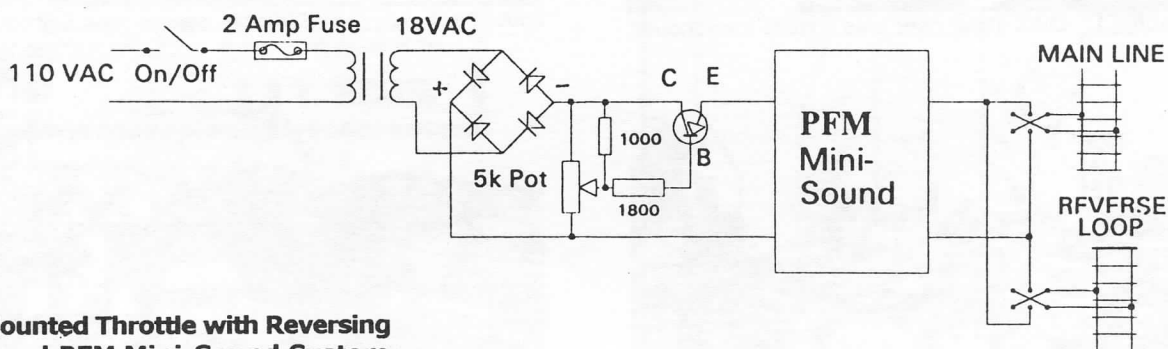 2 Amp Fuse 18VAC
110 VAC On/Off
+ −
C E
B
1000
5k Pot
1800
PFM
Mini-
Sound
MAIN LINE
REVERSE
LOOP
ounted Throttle with Reversing